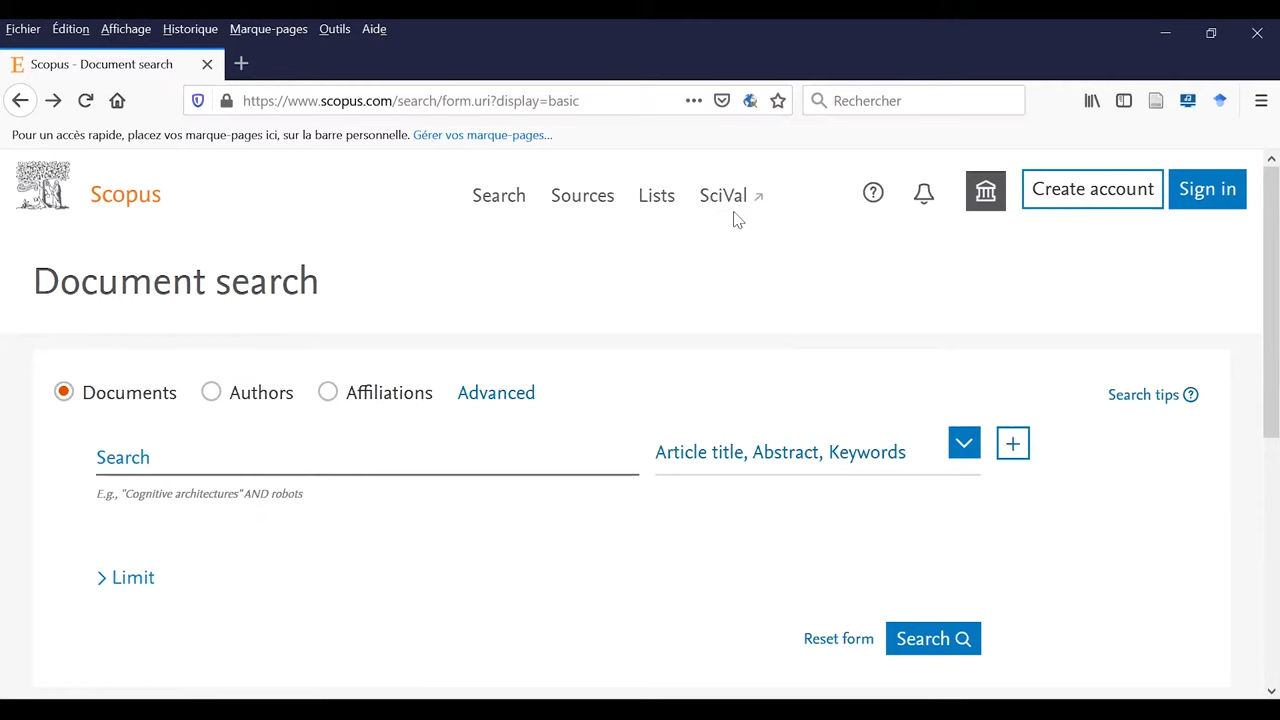 Fichier Édition Affichage Historique Marque-pages Outils Aide
Scopus - Document search
https://www.scopus.com/search/form.uri?display=basic Rechercher
Pour un accès rapide, placez vos marque-pages ici, sur la barre personnelle. Gérer vos marque-pages...
Scopus Search Sources Lists SciVal Create account Sign in
Document search
Documents Authors Affiliations Advanced Search tips
Search Article title, Abstract, Keywords
E.g., "Cognitive architectures" AND robots
Limit
Reset form Search